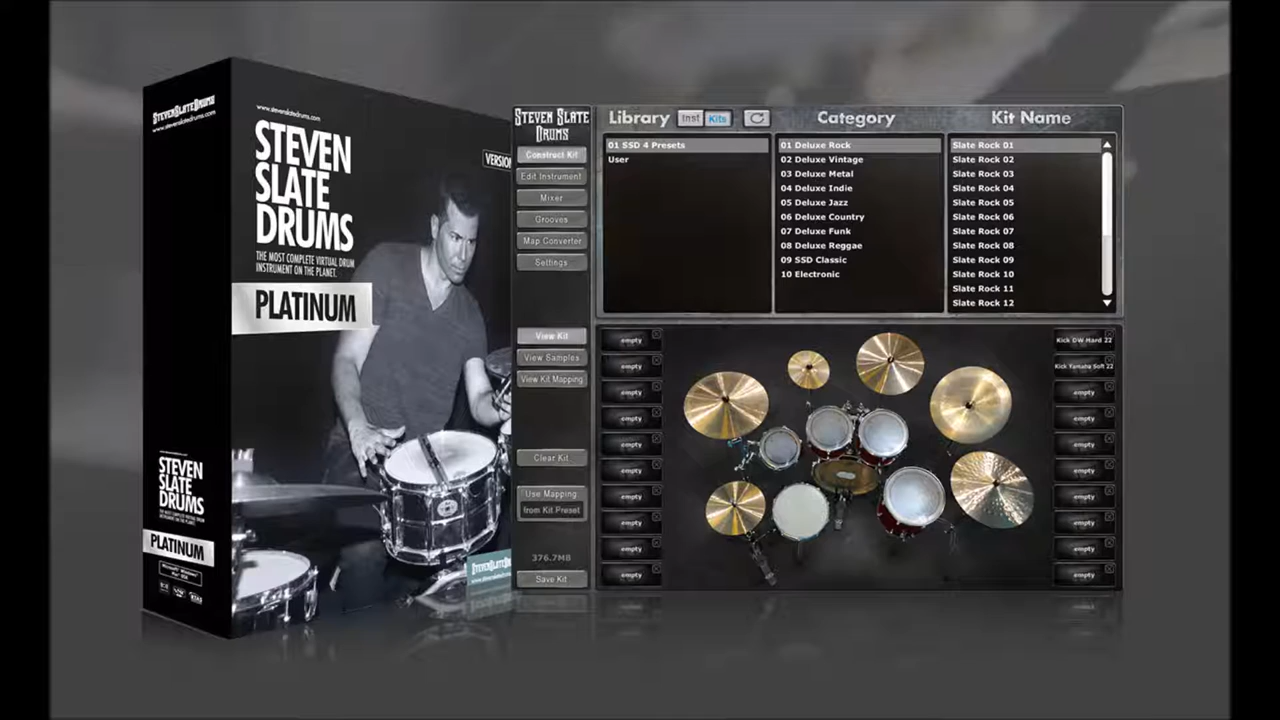 STEVENSLATEDRUMS
www.stevenslatedrums.com
www.stevenslatedrums.com
STEVEN
SLATE
DRUMS
THE MOST COMPLETE VIRTUAL DRUM
INSTRUMENT ON THE PLANET.
PLATINUM
STEVEN
SLATE
DRUMS
PLATINUM
STEVEN SLATE
DRUMS
Construct Kit
Edit Instrument
Mixer
Grooves
Map Converter
Settings
View Kit
View Samples
View Kit Mapping
Clear Kit
Use Mapping
from Kit Preset
376.7MB
Save Kit
Library Inst Kits
01 SSD 4 Presets
User
Category
01 Deluxe Rock
02 Deluxe Vintage
03 Deluxe Metal
04 Deluxe Indie
05 Deluxe Jazz
06 Deluxe Country
07 Deluxe Funk
08 Deluxe Reggae
09 SSD Classic
10 Electronic
Kit Name
Slate Rock 01
Slate Rock 02
Slate Rock 03
Slate Rock 04
Slate Rock 05
Slate Rock 06
Slate Rock 07
Slate Rock 08
Slate Rock 09
Slate Rock 10
Slate Rock 11
Slate Rock 12
empty
empty
empty
empty
empty
empty
empty
empty
empty
empty
Kick DW Hard 22
Kick Yamaha Soft 22
empty
empty
empty
empty
empty
empty
empty
empty